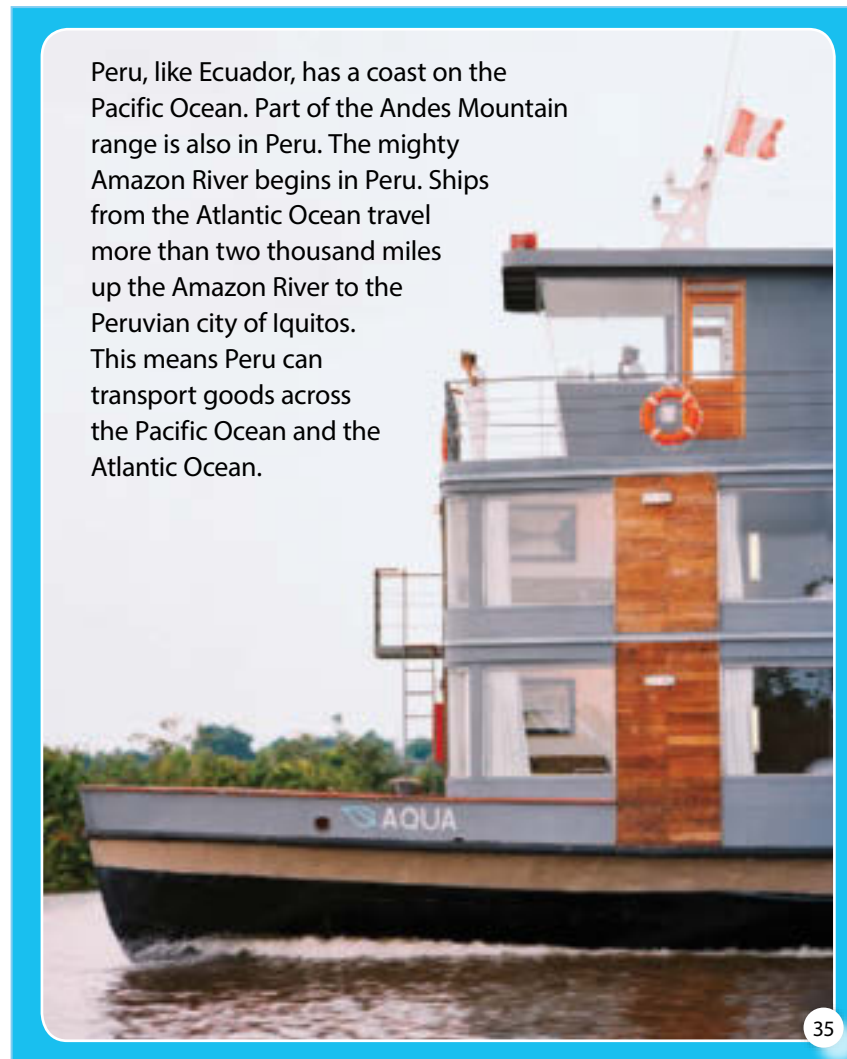 Peru, like Ecuador, has a coast on the
Pacific Ocean. Part of the Andes Mountain
range is also in Peru. The mighty
Amazon River begins in Peru. Ships
from the Atlantic Ocean travel
more than two thousand miles
up the Amazon River to the
Peruvian city of Iquitos.
This means Peru can
transport goods across
the Pacific Ocean and the
Atlantic Ocean.
AQUA
35